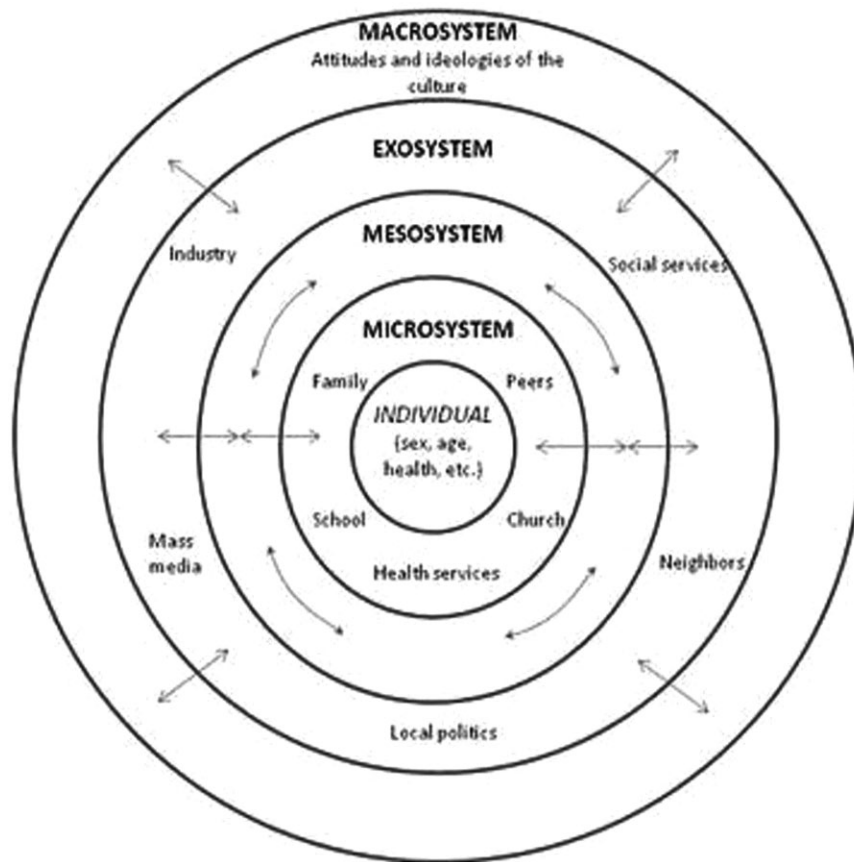 MACROSYSTEM
Attitudes and ideologies of the
culture
EXOSYSTEM
MESOSYSTEM
Industry
Social services
MICROSYSTEM
Family
Peers
INDIVIDUAL
{sex, age,
health, etc.}
School
Church
Mass
media
Health services
Neighbors
Local politics